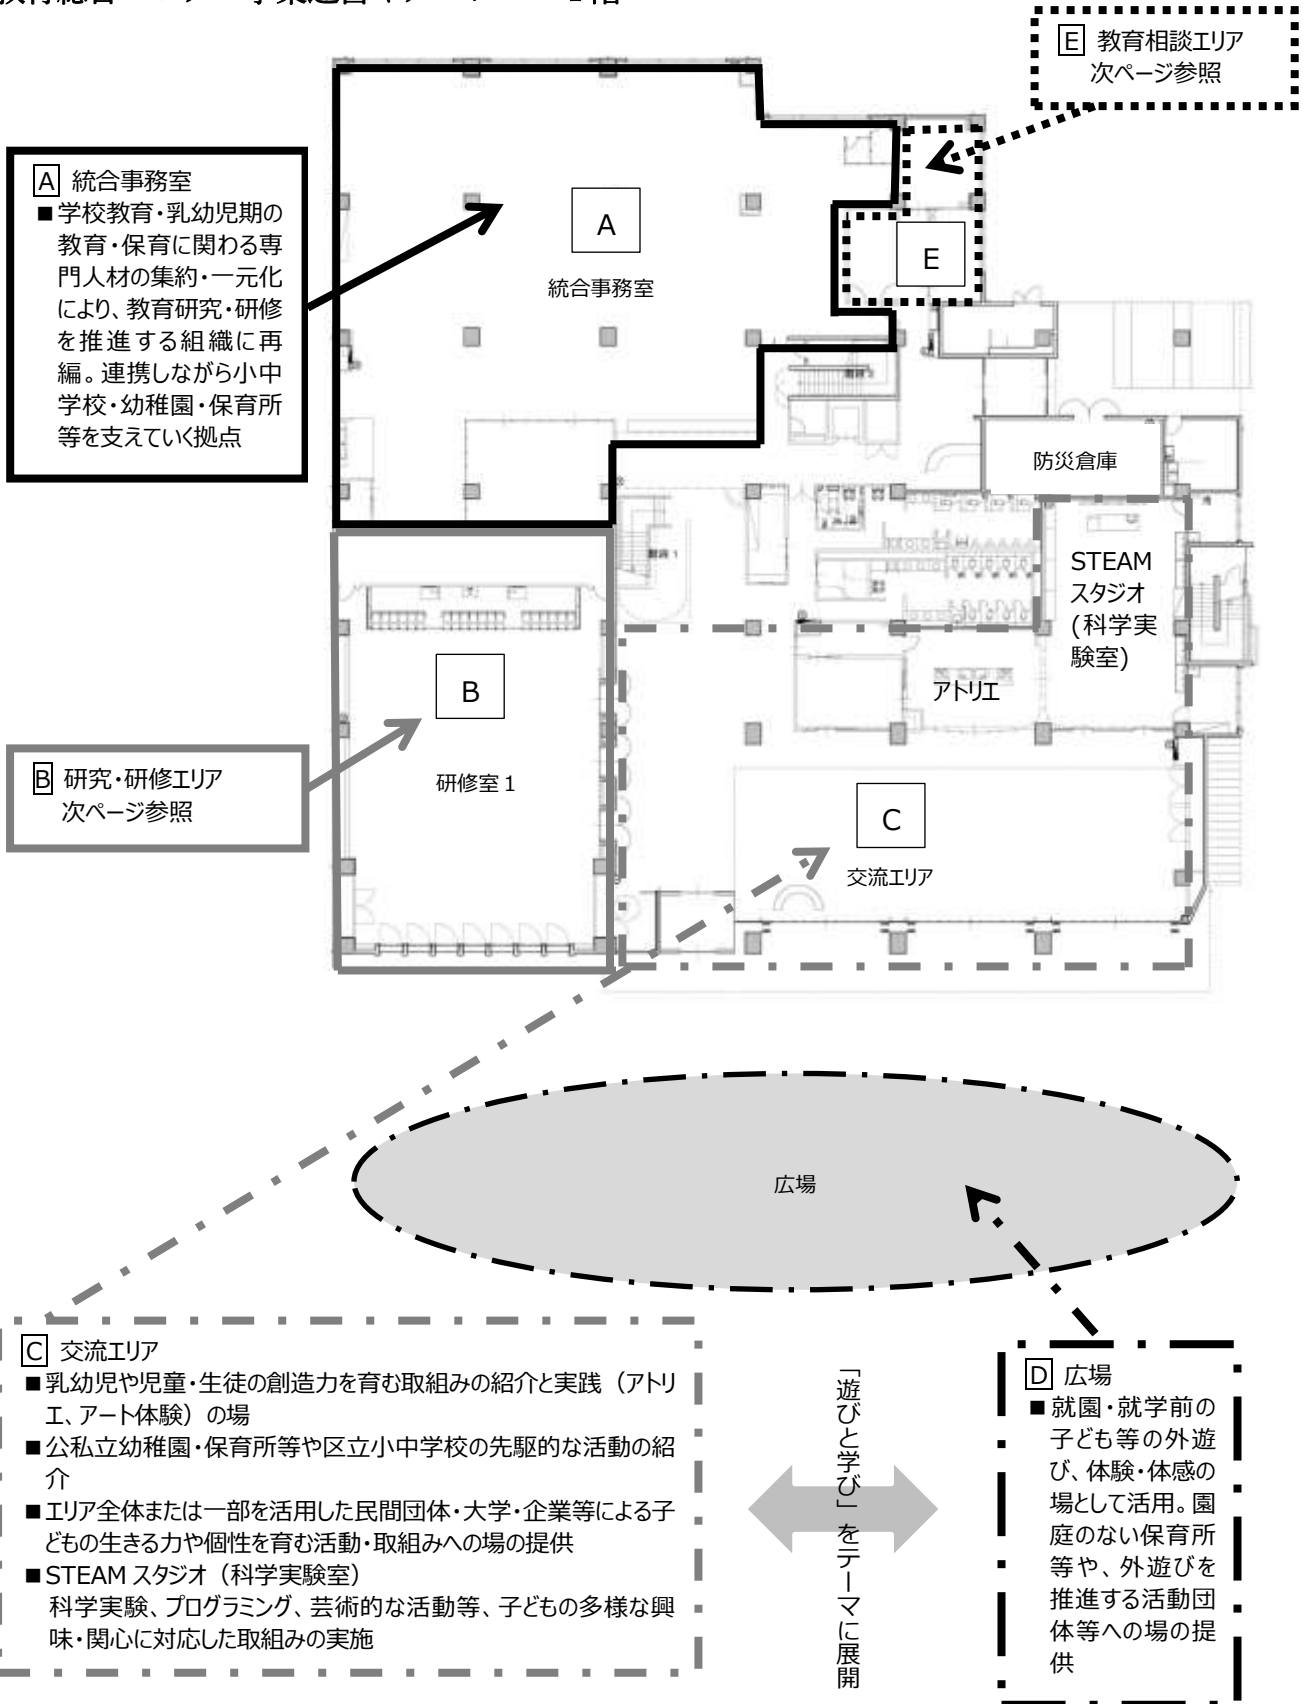 E 教育相談エリア
次ページ参照
A 統合事務室
■学校教育・乳幼児期の
教育・保育に関わる専
門人材の集約・一元化
により、教育研究・研修
を推進する組織に再
編。連携しながら小中
学校・幼稚園・保育所
等を支えていく拠点
A
統合事務室
E
防災倉庫
STEAM
スタジオ
(科学実
験室)
アトリエ
B
研修室 1
B 研究・研修エリア
次ページ参照
C
交流エリア
広場
C 交流エリア
■乳幼児や児童・生徒の創造力を育む取組みの紹介と実践（アトリ
エ、アート体験）の場
■公私立幼稚園・保育所等や区立小中学校の先駆的な活動の紹
介
■エリア全体または一部を活用した民間団体・大学・企業等による子
どもの生きる力や個性を育む活動・取組みへの場の提供
■STEAM スタジオ（科学実験室）
科学実験、プログラミング、芸術的な活動等、子どもの多様な興
味・関心に対応した取組みの実施
「遊びと学び」をテーマに展開
D 広場
■就園・就学前の
子ども等の外遊
び、体験・体感の
場として活用。園
庭のない保育所
等や、外遊びを
推進する活動団
体等への場の提
供